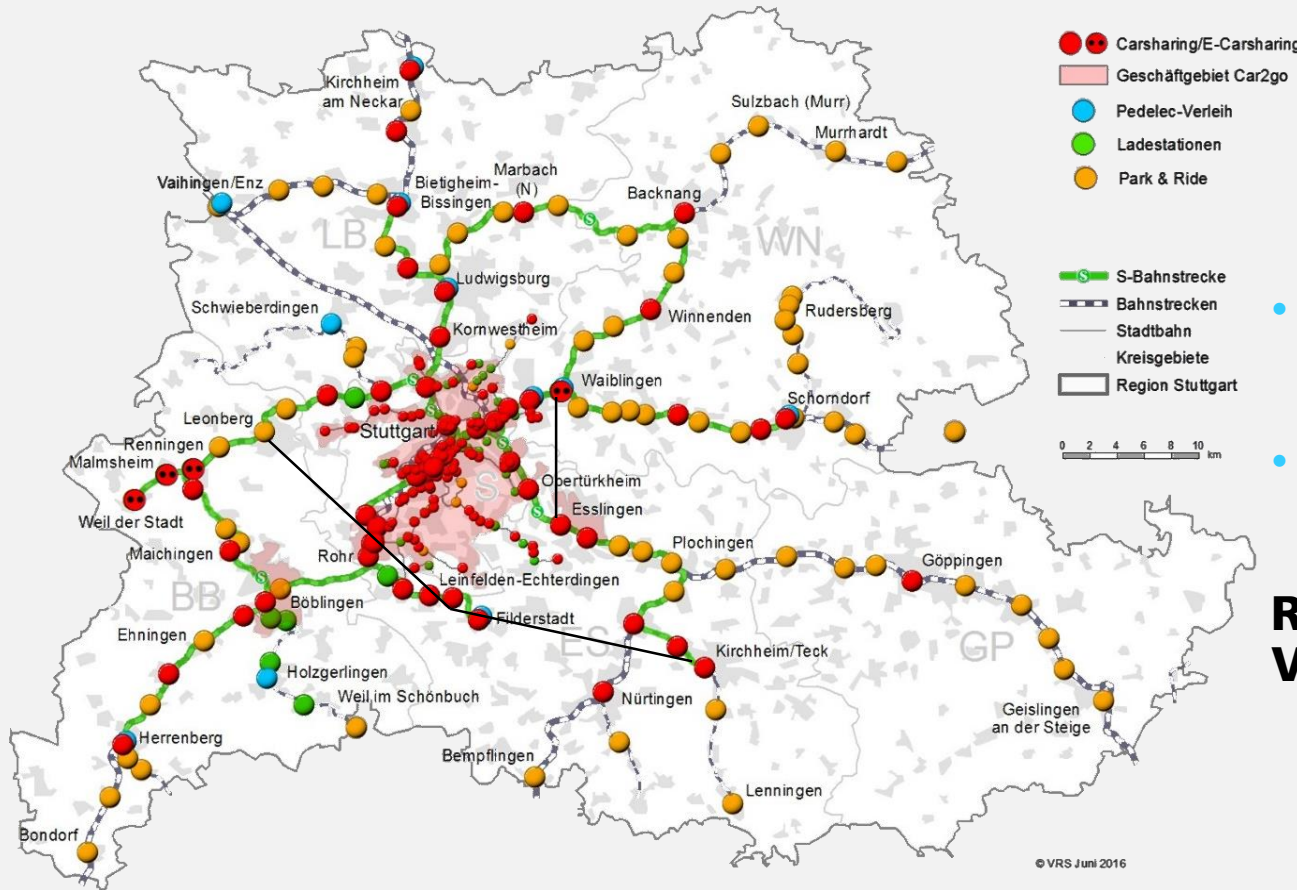 Carsharing/E-Carsharing
Geschäftgebiet Car2go
Pedelec-Verleih
Ladestationen
Park & Ride
S
S-Bahnstrecke
Bahnstrecken
Stadtbahn
Kreisgebiete
Region Stuttgart
0 2 4 6 8 10
km
Kirchheim
am Neckar
Sulzbach (Murr)
Murrhardt
Vaihingen/Enz
Bietigheim-
Bissingen
Marbach
(N)
Backnang
S
LB
WN
Ludwigsburg
Schwieberdingen
Rudersberg
Winnenden
Kornwestheim
S
Waiblingen
Schorndorf
Leonberg
Stuttgart
S
Renningen
Malmsheim
S
Obertürkheim
Weil der Stadt
S
Esslingen
Maichingen
Rohr
Plochingen
Göppingen
S
Leinfelden-Echterdingen
BB
Böblingen
Filderstadt
Ehningen
ES
GP
Kirchheim/Teck
Holzgerlingen
Weil im Schönbuch
Nürtingen
Geislingen
an der Steige
Herrenberg
Bempflingen
Lenningen
Bondorf
© VRS Juni 2016
R
V